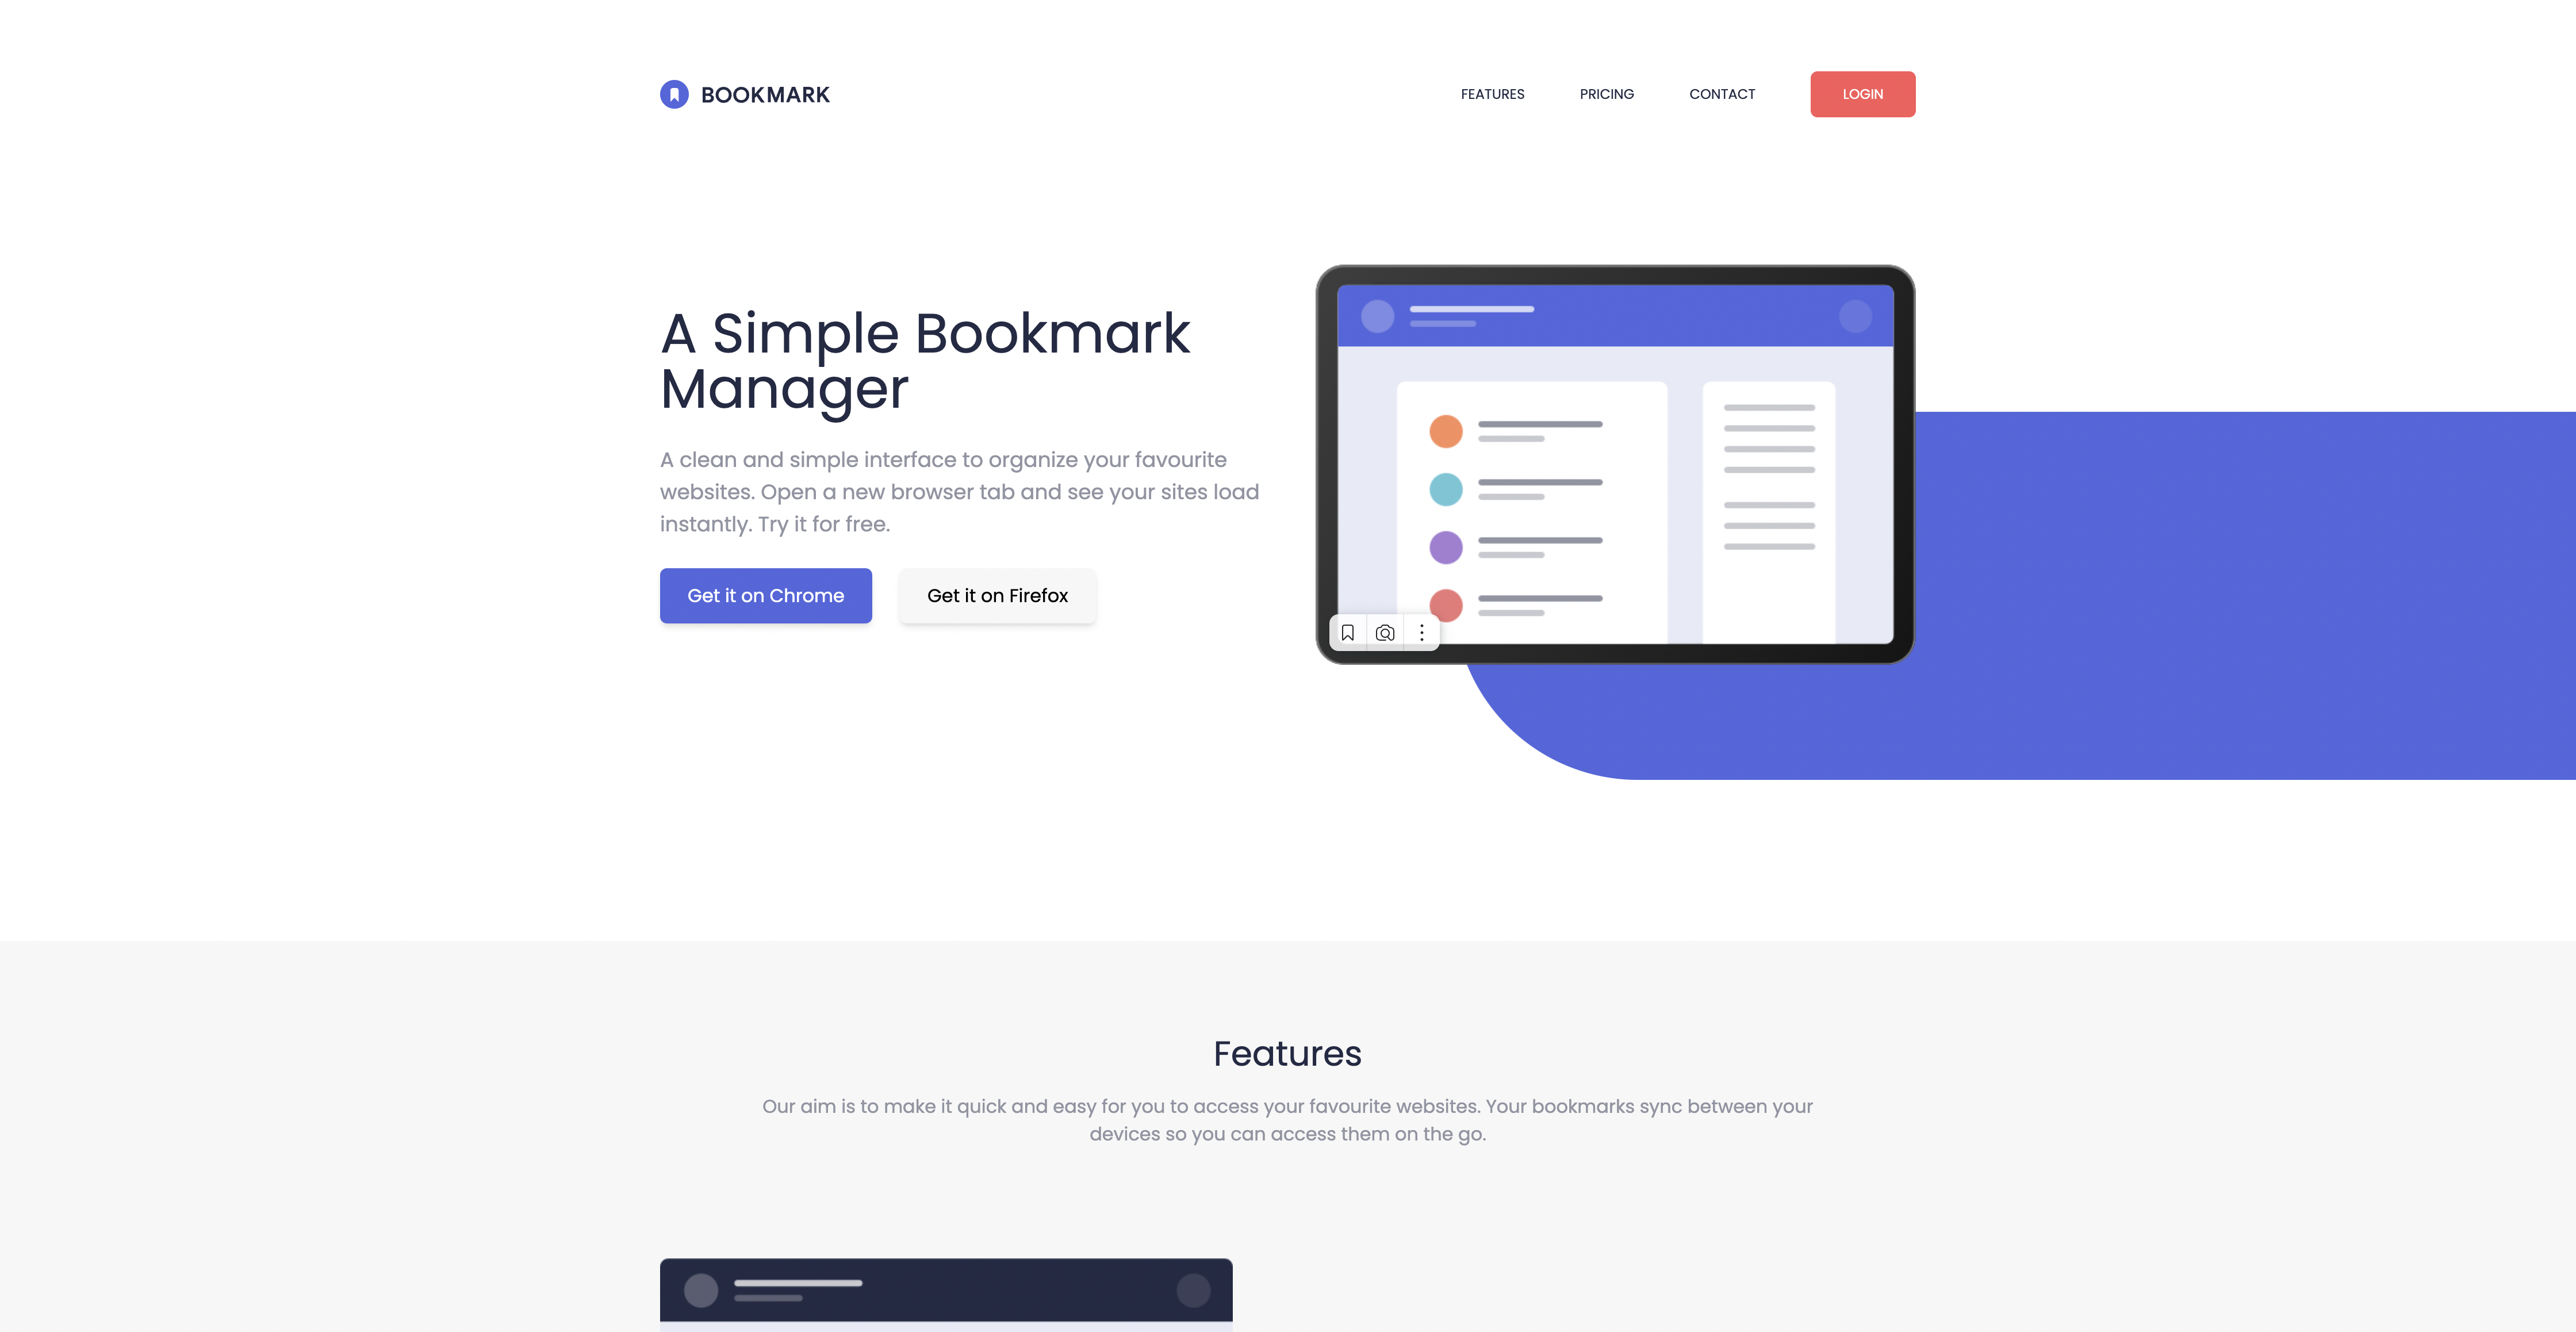 BOOKMARK
FEATURES PRICING CONTACT LOGIN
A Simple Bookmark
Manager
A clean and simple interface to organize your favourite
websites. Open a new browser tab and see your sites load
instantly. Try it for free.
Get it on Chrome Get it on Firefox
Features
Our aim is to make it quick and easy for you to access your favourite websites. Your bookmarks sync between your
devices so you can access them on the go.